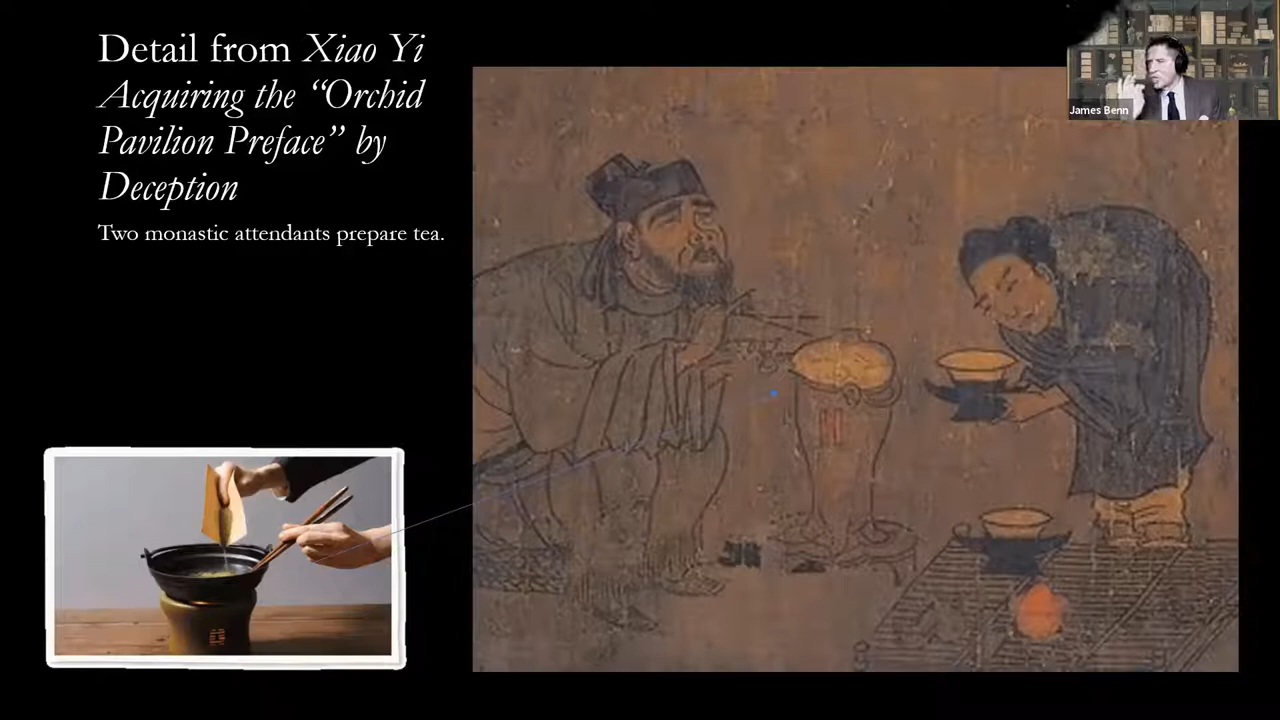 Detail from Xiao Yi
Acquiring the “Orchid
Pavilion Preface” by
Deception
Two monastic attendants prepare tea.
James Benn